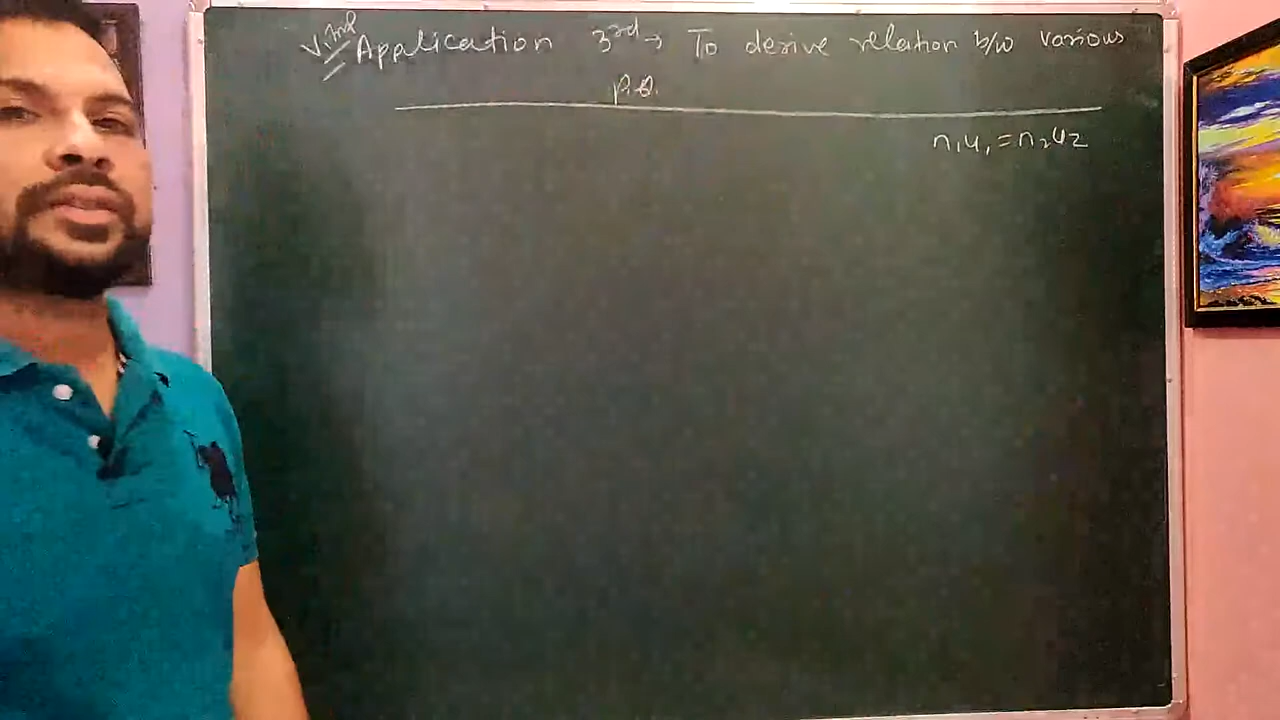 V.Imp Application 3rd → To derive relation b/w various
P.Q.
n₁u₁ = n₂u₂